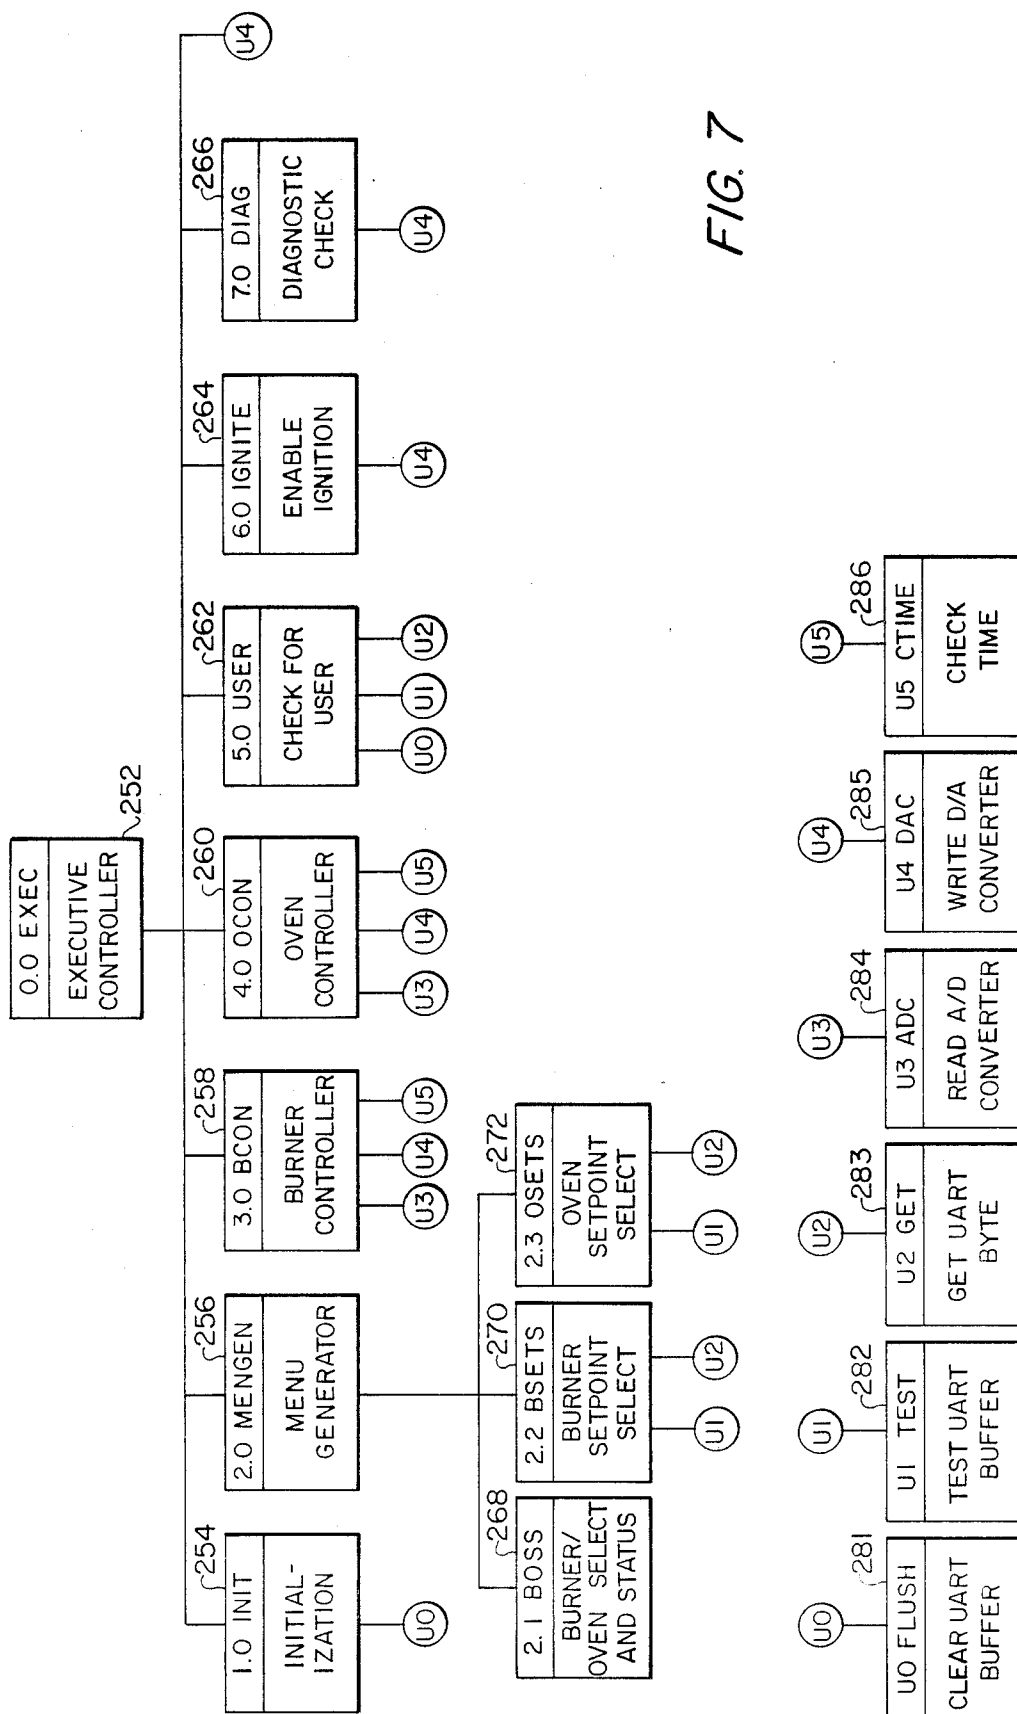 0.0 EXEC
EXECUTIVE
CONTROLLER
252
U4
1.0 INIT
INITIAL-
IZATION
254
U0
2.0 MENGEN
MENU
GENERATOR
256
3.0 BCON
BURNER
CONTROLLER
258
U3
U4
U5
4.0 OCON
OVEN
CONTROLLER
260
U3
U4
U5
5.0 USER
CHECK FOR
USER
262
U0
U1
U2
6.0 IGNITE
ENABLE
IGNITION
264
U4
7.0 DIAG
DIAGNOSTIC
CHECK
266
U4
2.1 BOSS
BURNER/
OVEN SELECT
AND STATUS
268
2.2 BSETS
BURNER
SETPOINT
SELECT
270
U1
U2
2.3 OSETS
OVEN
SETPOINT
SELECT
272
U1
U2
U0
281
U0 FLUSH
CLEAR UART
BUFFER
U1
282
U1 TEST
TEST UART
BUFFER
U2
283
U2 GET
GET UART
BYTE
U3
284
U3 ADC
READ A/D
CONVERTER
U4
285
U4 DAC
WRITE D/A
CONVERTER
U5
286
U5 CTIME
CHECK
TIME
FIG. 7